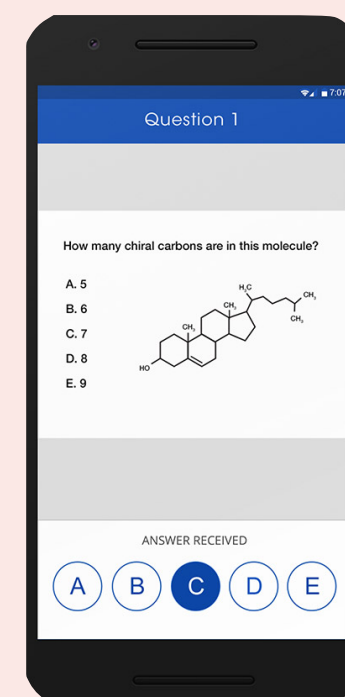 7:07
Question 1
How many chiral carbons are in this molecule?
A. 5
B. 6
C. 7
D. 8
E. 9
H₃C
CH₃
CH₃
CH₃
CH₃
HO
ANSWER RECEIVED
A B C D E